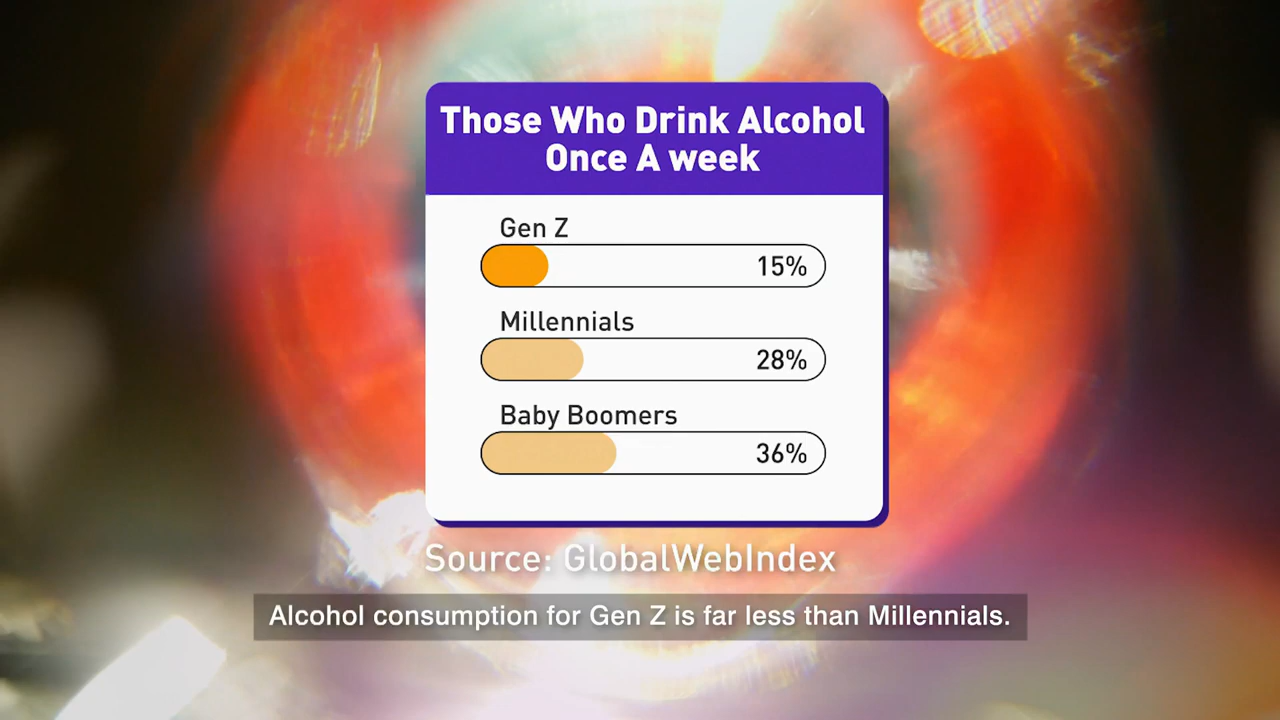 Those Who Drink Alcohol
Once A week
Gen Z
15%
Millennials
28%
Baby Boomers
36%
Source: GlobalWebIndex
Alcohol consumption for Gen Z is far less than Millennials.